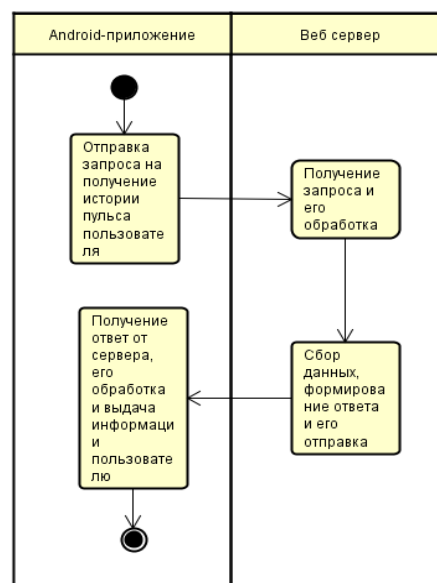 Android-приложение
Веб сервер
Отправка
запроса на
получение
истории
пульса
пользовате
ля
Получение
запроса и
его
обработка
Сбор
данных,
формирова
ние ответа
и его
отправка
Получение
ответ от
сервера,
его
обработка
и выдача
информаци
и
пользовате
лю